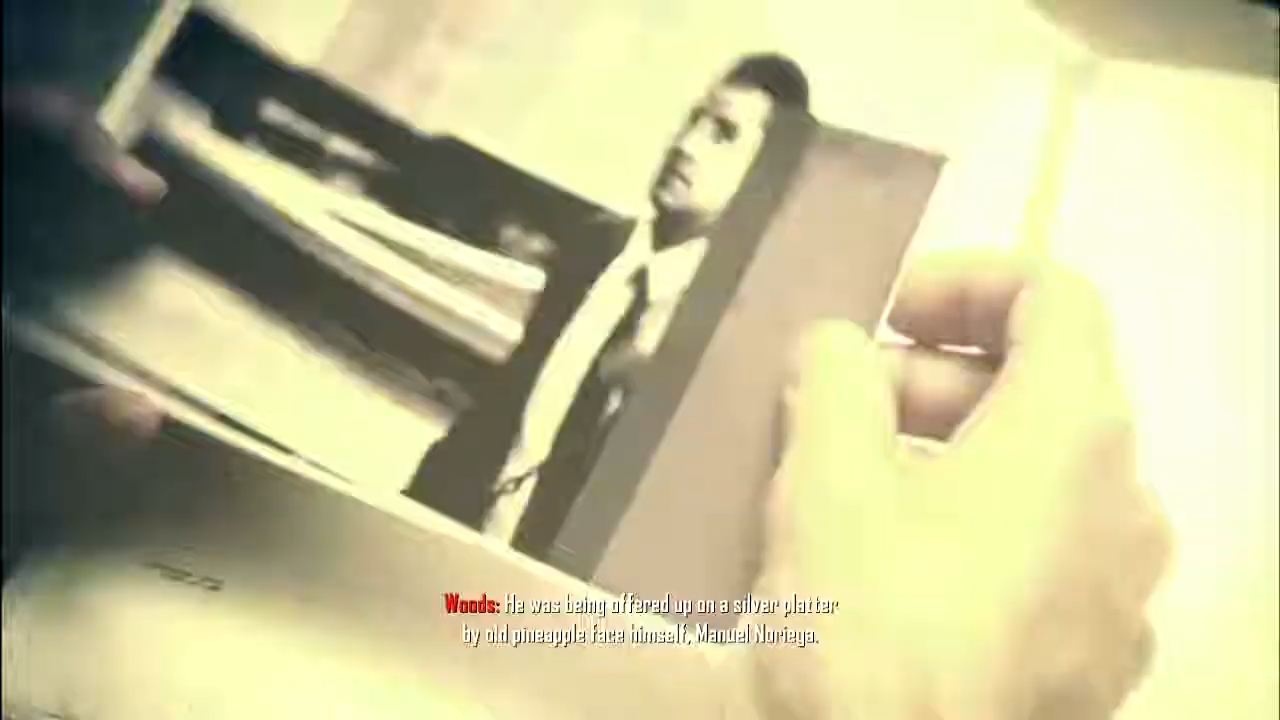 Woods: He was being offered up on a silver platter
by old pineapple face himself, Manuel Noriega.